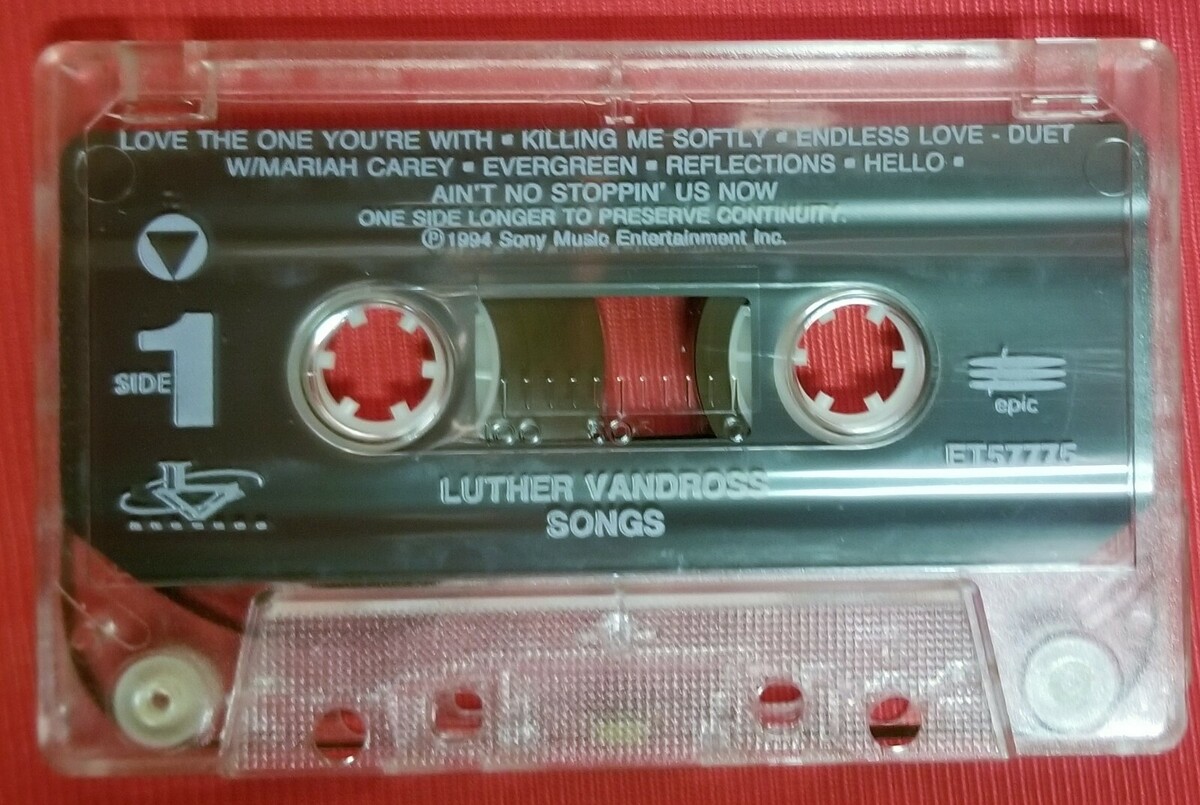 LOVE THE ONE YOU'RE WITH ▪ KILLING ME SOFTLY ▪ ENDLESS LOVE - DUET
W/MARIAH CAREY ▪ EVERGREEN ▪ REFLECTIONS ▪ HELLO ▪
AIN'T NO STOPPIN' US NOW
ONE SIDE LONGER TO PRESERVE CONTINUITY.
℗1994 Sony Music Entertainment Inc.
SIDE 1
epic
ET57775
LUTHER VANDROSS
SONGS
LV